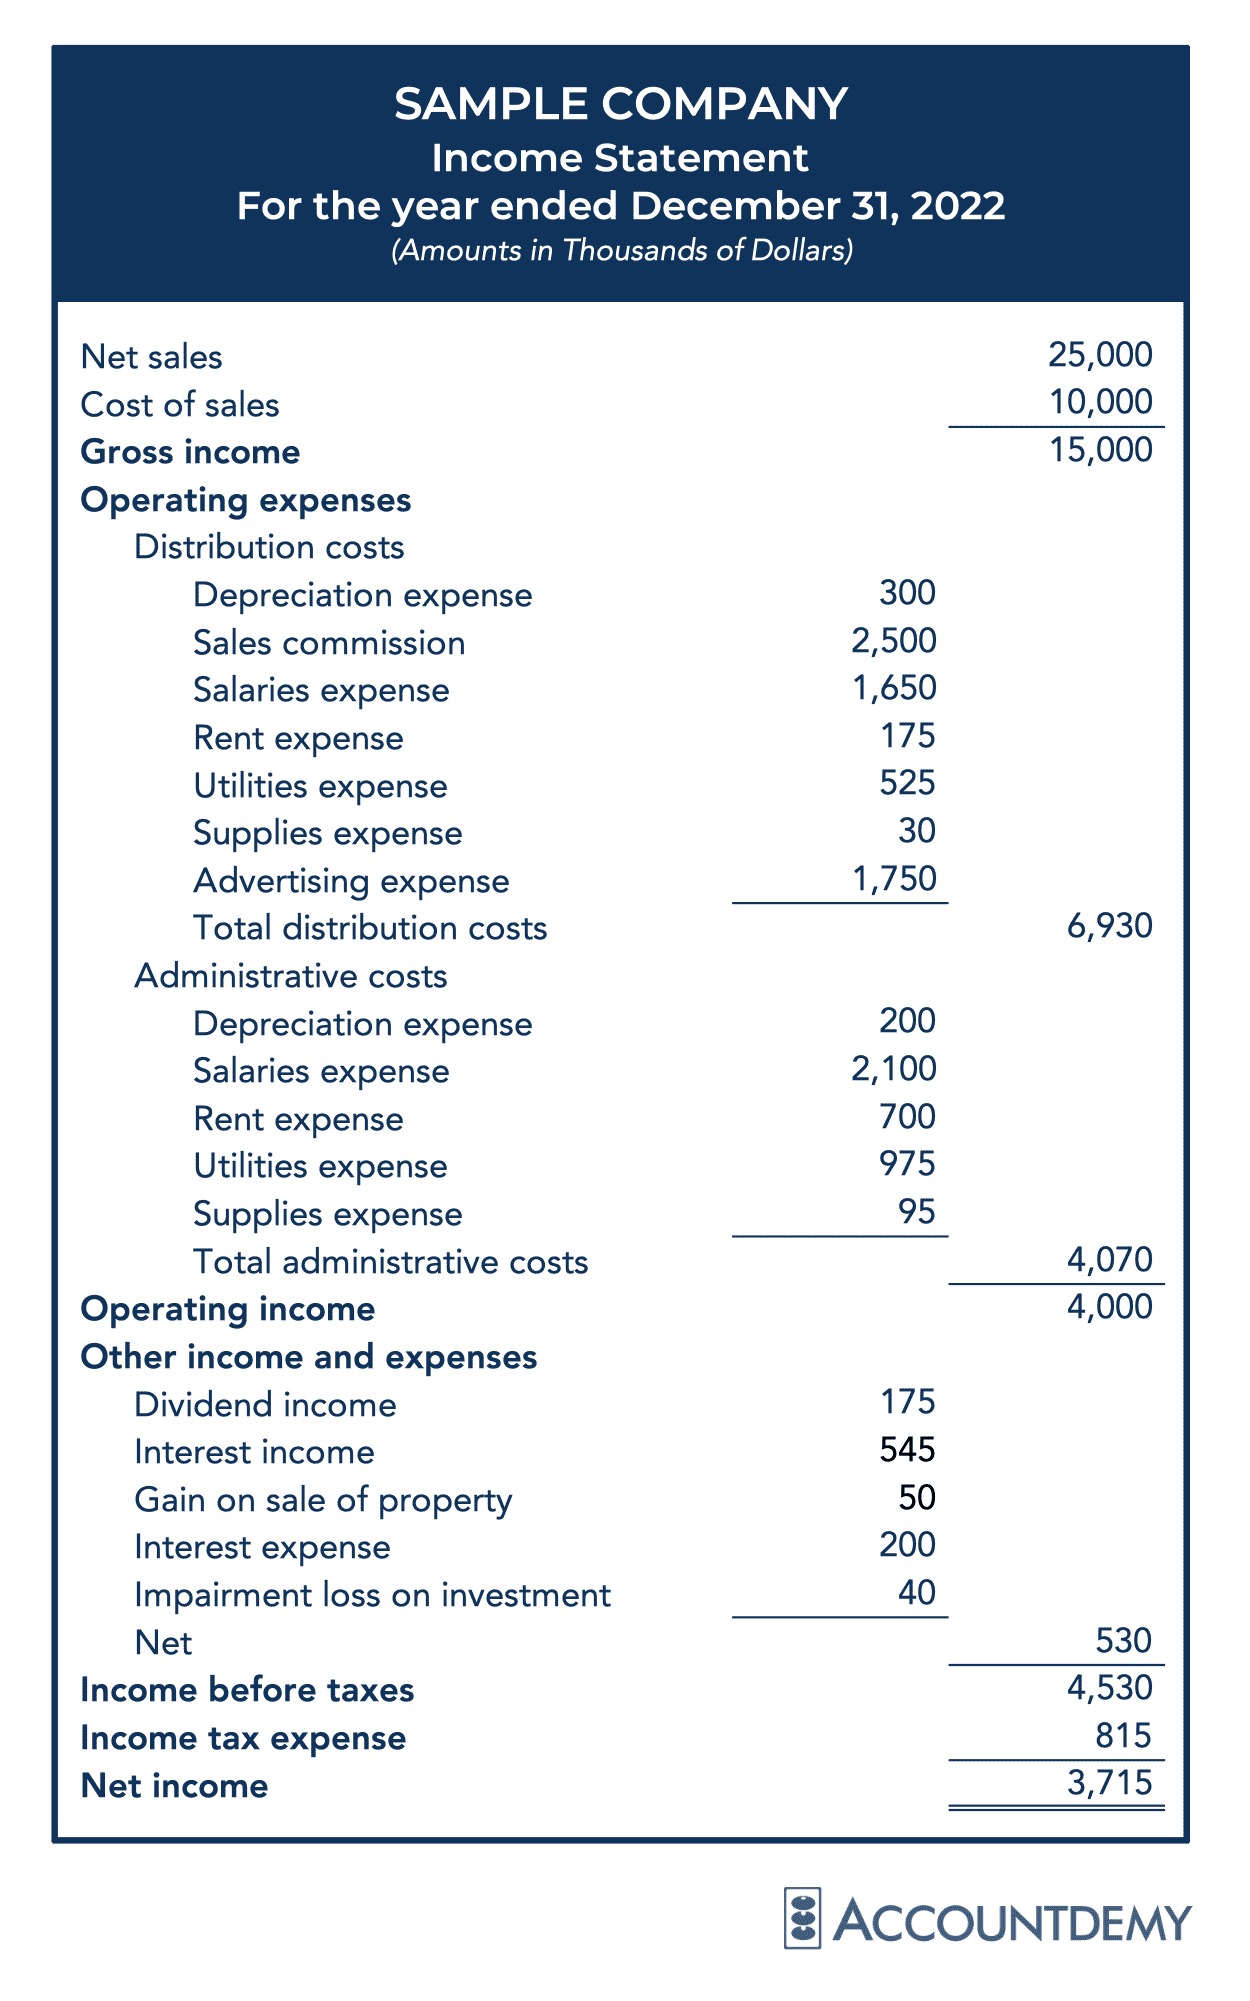 SAMPLE COMPANY
Income Statement
For the year ended December 31, 2022
(Amounts in Thousands of Dollars)
Net sales 25,000
Cost of sales 10,000
Gross income 15,000
Operating expenses
Distribution costs
Depreciation expense 300
Sales commission 2,500
Salaries expense 1,650
Rent expense 175
Utilities expense 525
Supplies expense 30
Advertising expense 1,750
Total distribution costs 6,930
Administrative costs
Depreciation expense 200
Salaries expense 2,100
Rent expense 700
Utilities expense 975
Supplies expense 95
Total administrative costs 4,070
Operating income 4,000
Other income and expenses
Dividend income 175
Interest income 545
Gain on sale of property 50
Interest expense 200
Impairment loss on investment 40
Net 530
Income before taxes 4,530
Income tax expense 815
Net income 3,715
ACCOUNTDEMY